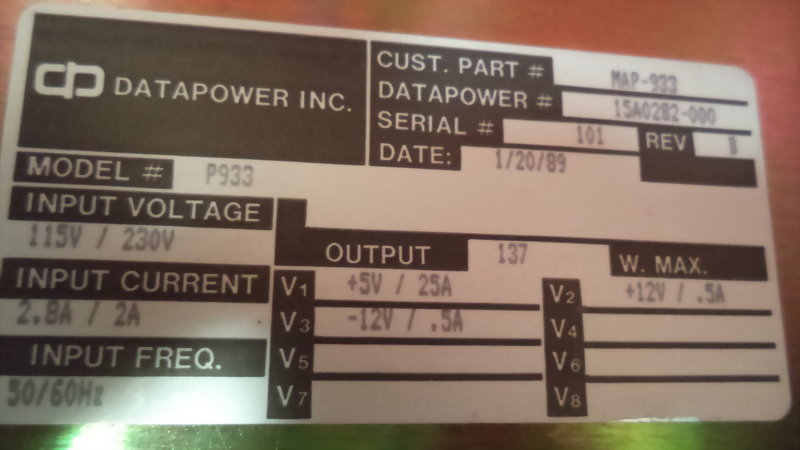 DATAPOWER INC.
CUST. PART # MAP-933
DATAPOWER # 15A0282-000
SERIAL # 101 REV B
DATE: 1/20/89
MODEL # P933
INPUT VOLTAGE
115V / 230V
OUTPUT 137 W. MAX.
INPUT CURRENT
2.8A / 2A
V1 +5V / 25A V2 +12V / .5A
V3 -12V / .5A V4
INPUT FREQ.
50/60Hz
V5 V6
V7 V8